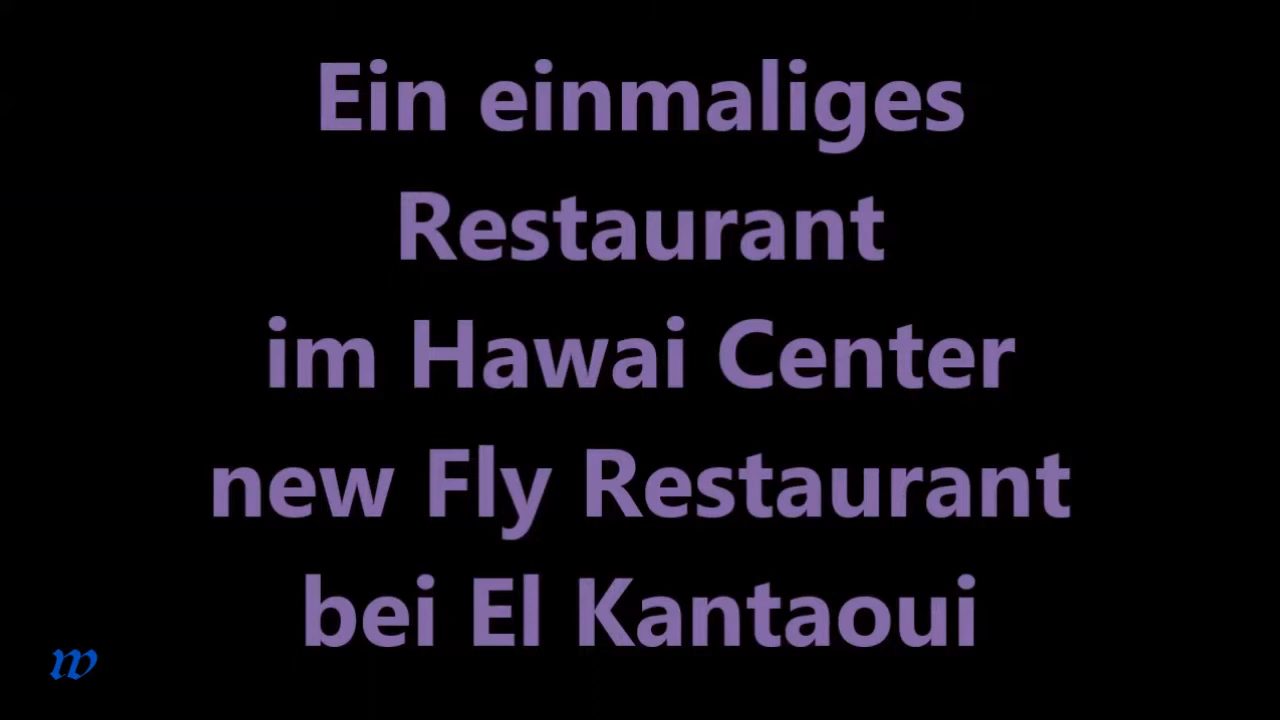 Ein einmaliges
Restaurant
im Hawai Center
new Fly Restaurant
bei El Kantaoui
w